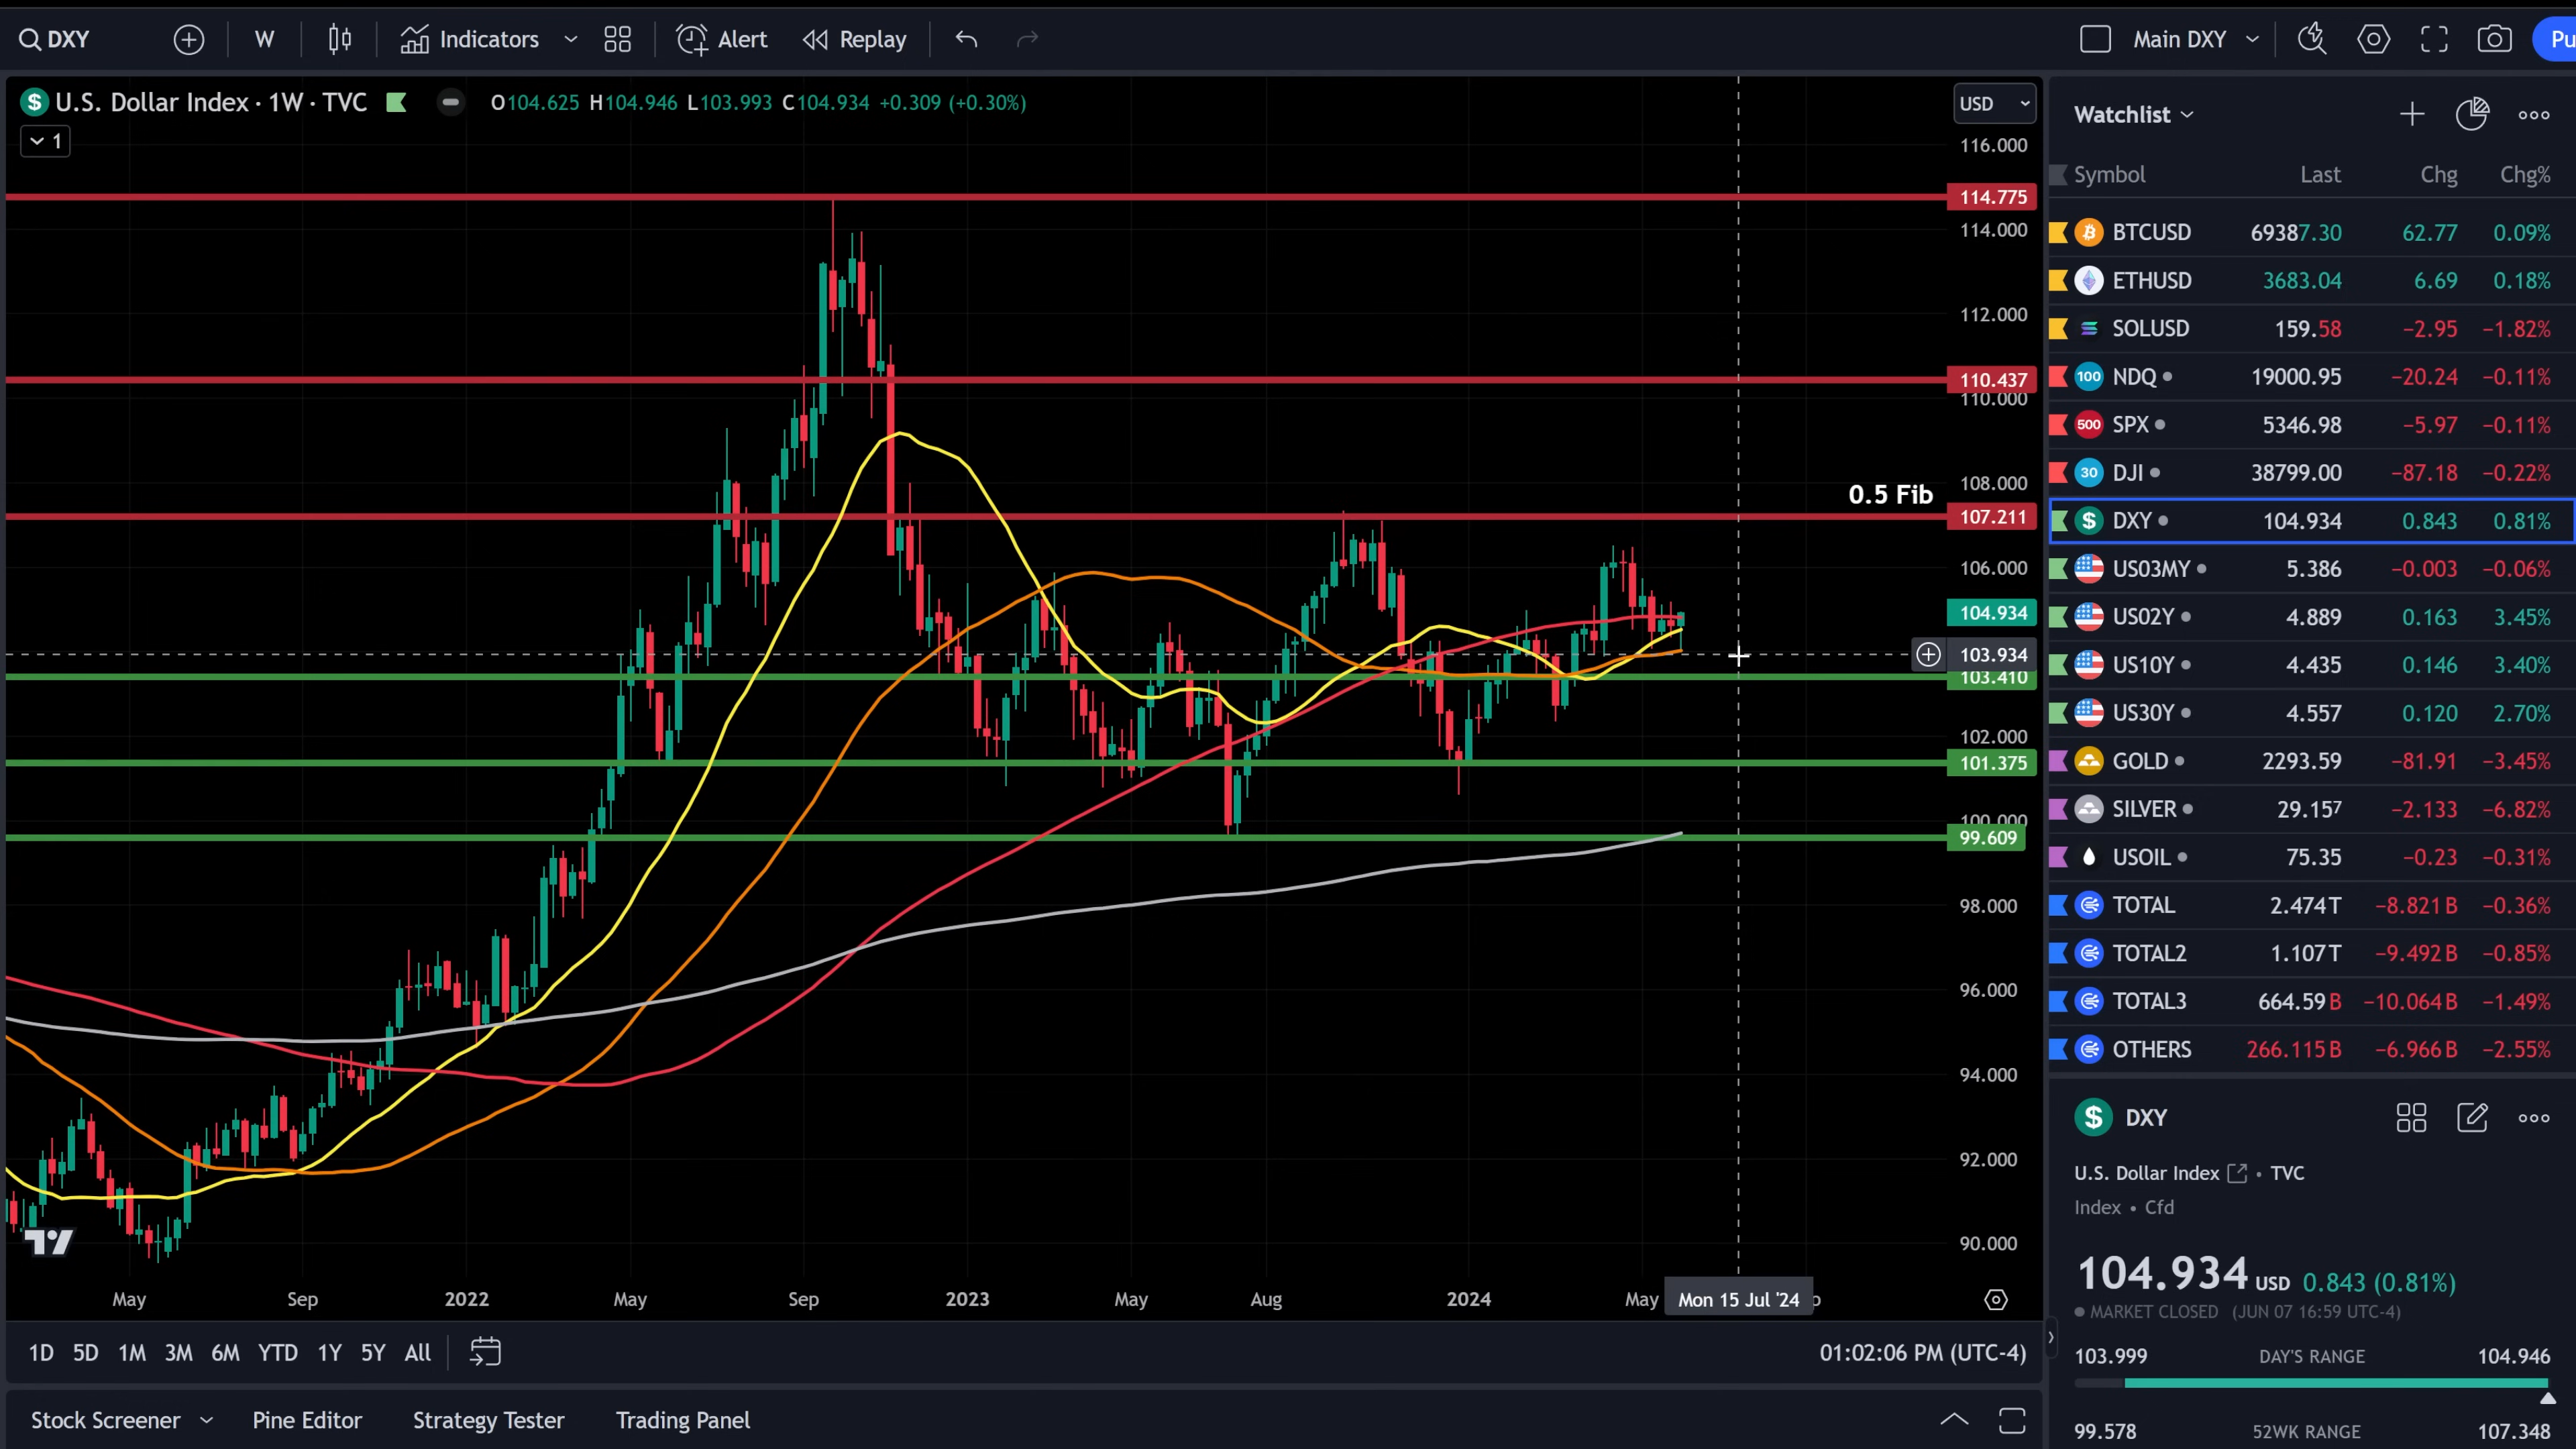 DXY W Indicators Alert Replay Main DXY Pu
U.S. Dollar Index · 1W · TVC O104.625 H104.946 L103.993 C104.934 +0.309 (+0.30%) USD
1
116.000
114.775
114.000
112.000
110.437
110.000
108.000
0.5 Fib
107.211
106.000
104.934
103.934
103.410
102.000
101.375
100.000
99.609
98.000
96.000
94.000
92.000
90.000
May Sep 2022 May Sep 2023 May Aug 2024 May Mon 15 Jul '24
1D 5D 1M 3M 6M YTD 1Y 5Y All 01:02:06 PM (UTC-4)
Stock Screener Pine Editor Strategy Tester Trading Panel
Watchlist
Symbol Last Chg Chg%
BTCUSD 69387.30 62.77 0.09%
ETHUSD 3683.04 6.69 0.18%
SOLUSD 159.58 −2.95 −1.82%
100 NDQ 19000.95 −20.24 −0.11%
500 SPX 5346.98 −5.97 −0.11%
30 DJI 38799.00 −87.18 −0.22%
$ DXY 104.934 0.843 0.81%
US03MY 5.386 −0.003 −0.06%
US02Y 4.889 0.163 3.45%
US10Y 4.435 0.146 3.40%
US30Y 4.557 0.120 2.70%
GOLD 2293.59 −81.91 −3.45%
SILVER 29.157 −2.133 −6.82%
USOIL 75.35 −0.23 −0.31%
TOTAL 2.474T −8.821B −0.36%
TOTAL2 1.107T −9.492B −0.85%
TOTAL3 664.59B −10.064B −1.49%
OTHERS 266.115B −6.966B −2.55%
$ DXY
U.S. Dollar Index • TVC
Index • Cfd
104.934 USD 0.843 (0.81%)
MARKET CLOSED (JUN 07 16:59 UTC-4)
103.999 DAY'S RANGE 104.946
99.578 52WK RANGE 107.348